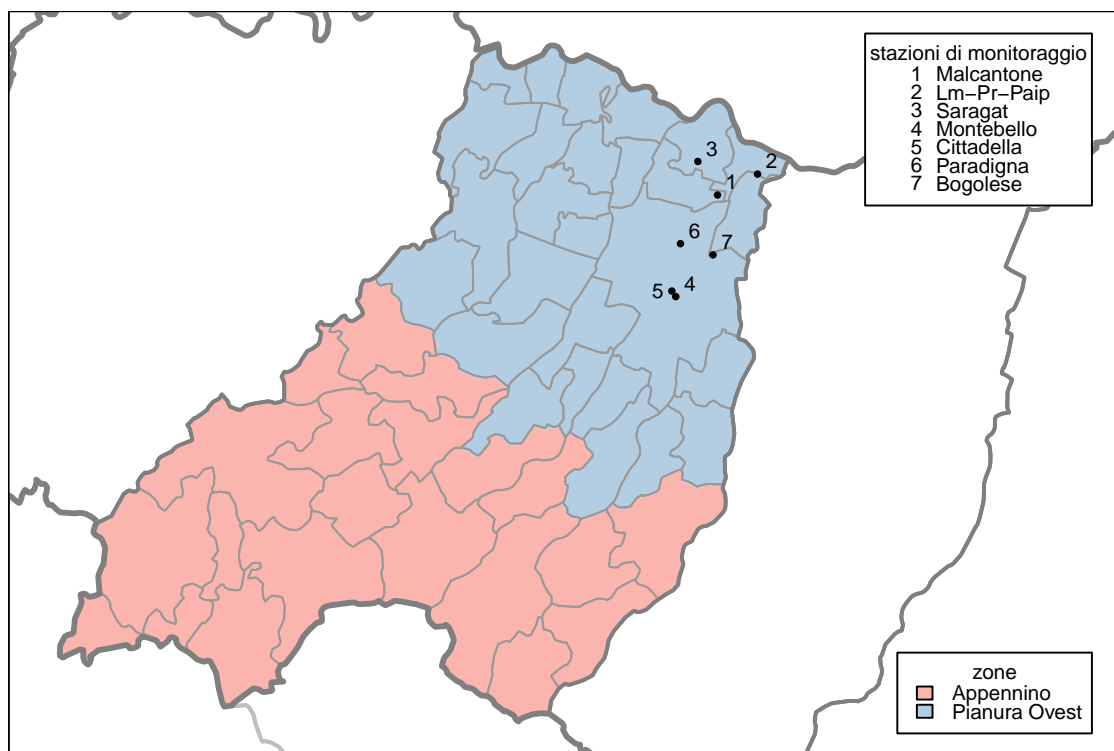 stazioni di monitoraggio
1 Malcantone
2 Lm−Pr−Paip
3 Saragat
4 Montebello
5 Cittadella
6 Paradigna
7 Bogolese
3
2
1
6
7
5
4
zone
Appennino
Pianura Ovest